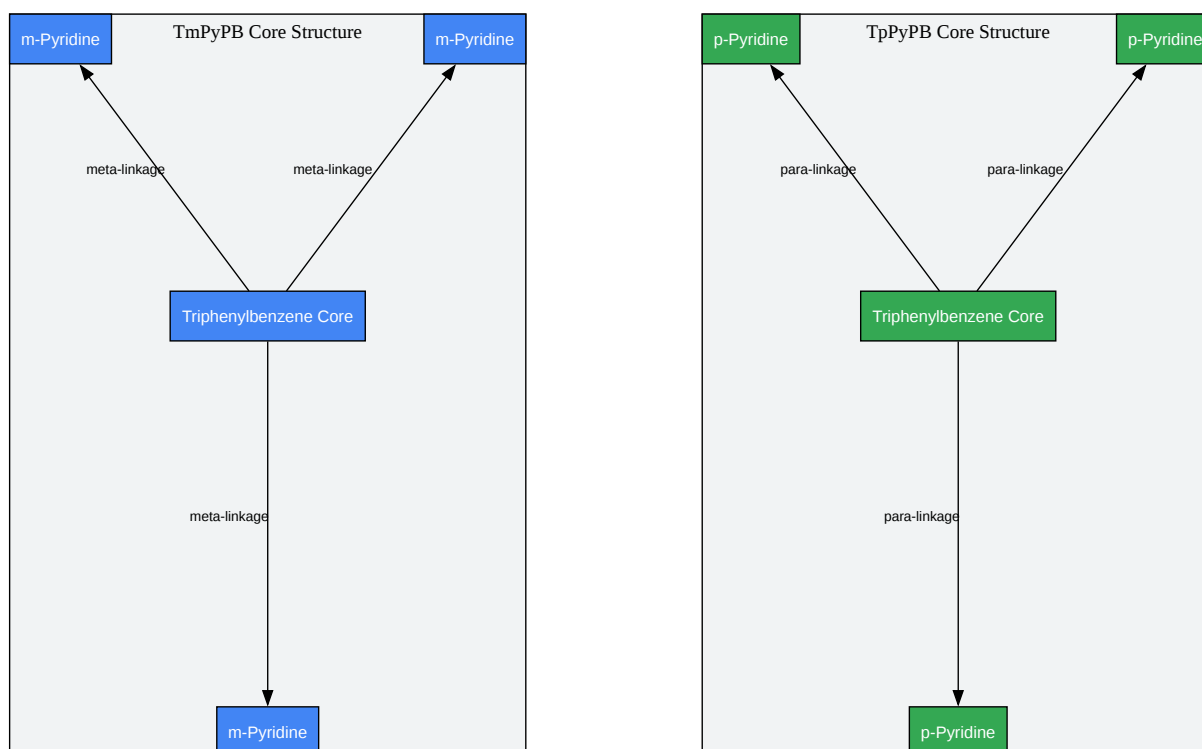 TmPyPB Core Structure
m-Pyridine
m-Pyridine
meta-linkage
meta-linkage
Triphenylbenzene Core
meta-linkage
m-Pyridine
TpPyPB Core Structure
p-Pyridine
p-Pyridine
para-linkage
para-linkage
Triphenylbenzene Core
para-linkage
p-Pyridine